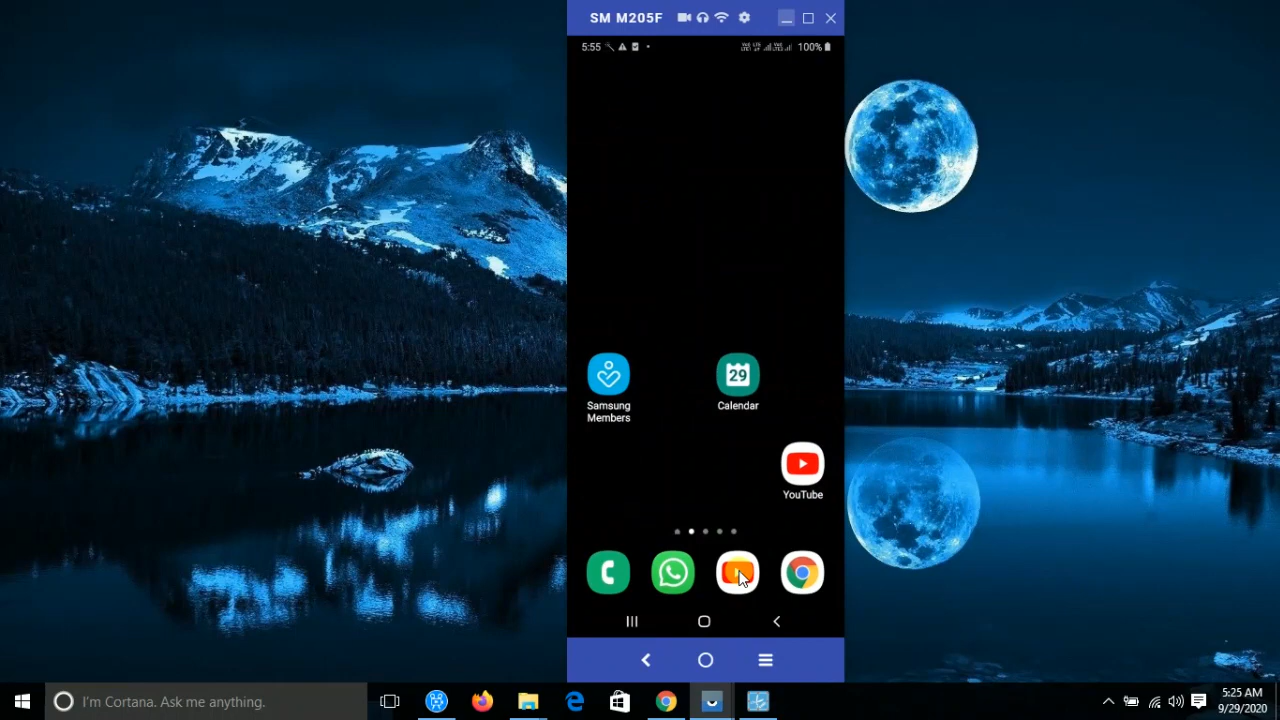 SM M205F
5:55
100%
Samsung
Members
29
Calendar
YouTube
I'm Cortana. Ask me anything.
5:25 AM
9/29/2020